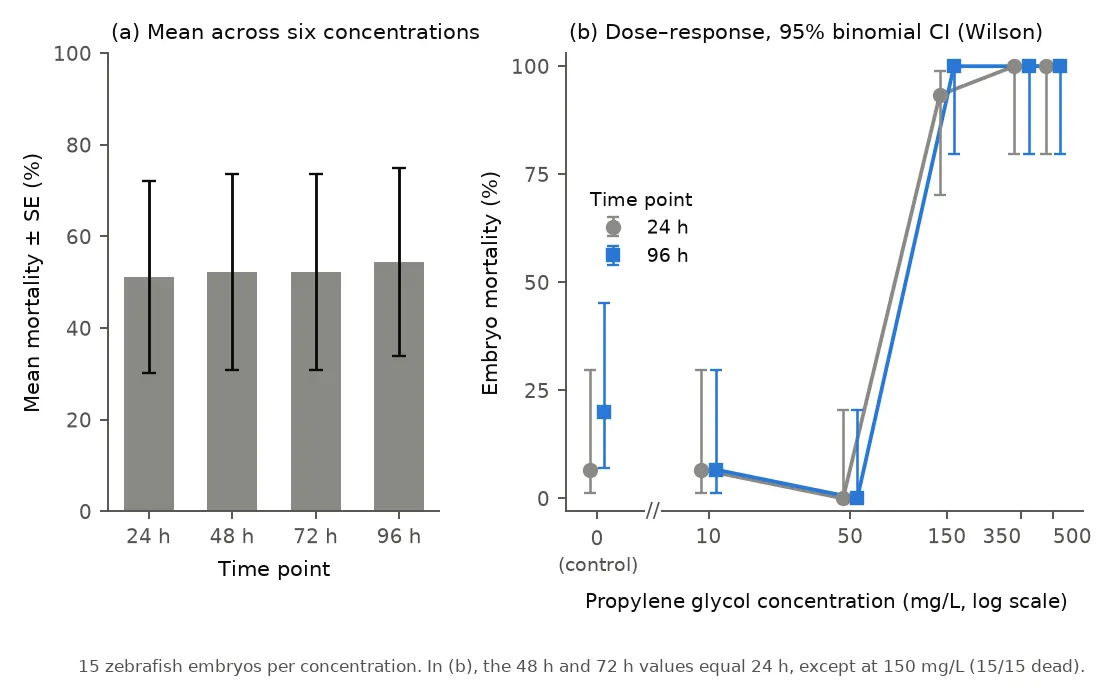 (a) Mean across six concentrations
Mean mortality ± SE (%)
100
80
60
40
20
0
24 h 48 h 72 h 96 h
Time point
(b) Dose–response, 95% binomial CI (Wilson)
Embryo mortality (%)
100
75
50
25
0
Time point
24 h
96 h
0 10 50 150 350 500
(control)
//
Propylene glycol concentration (mg/L, log scale)
15 zebrafish embryos per concentration. In (b), the 48 h and 72 h values equal 24 h, except at 150 mg/L (15/15 dead).